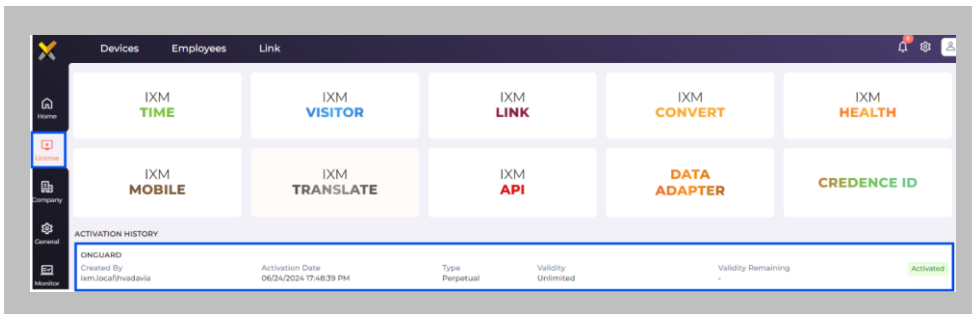 Devices Employees Link
Home
License
Company
General
Monitor
IXM TIME
IXM VISITOR
IXM LINK
IXM CONVERT
IXM HEALTH
IXM MOBILE
IXM TRANSLATE
IXM API
DATA ADAPTER
CREDENCE ID
ACTIVATION HISTORY
ONGUARD
Created By Activation Date Type Validity Validity Remaining
ixm.local\hvadavia 06/24/2024 17:48:39 PM Perpetual Unlimited - Activated